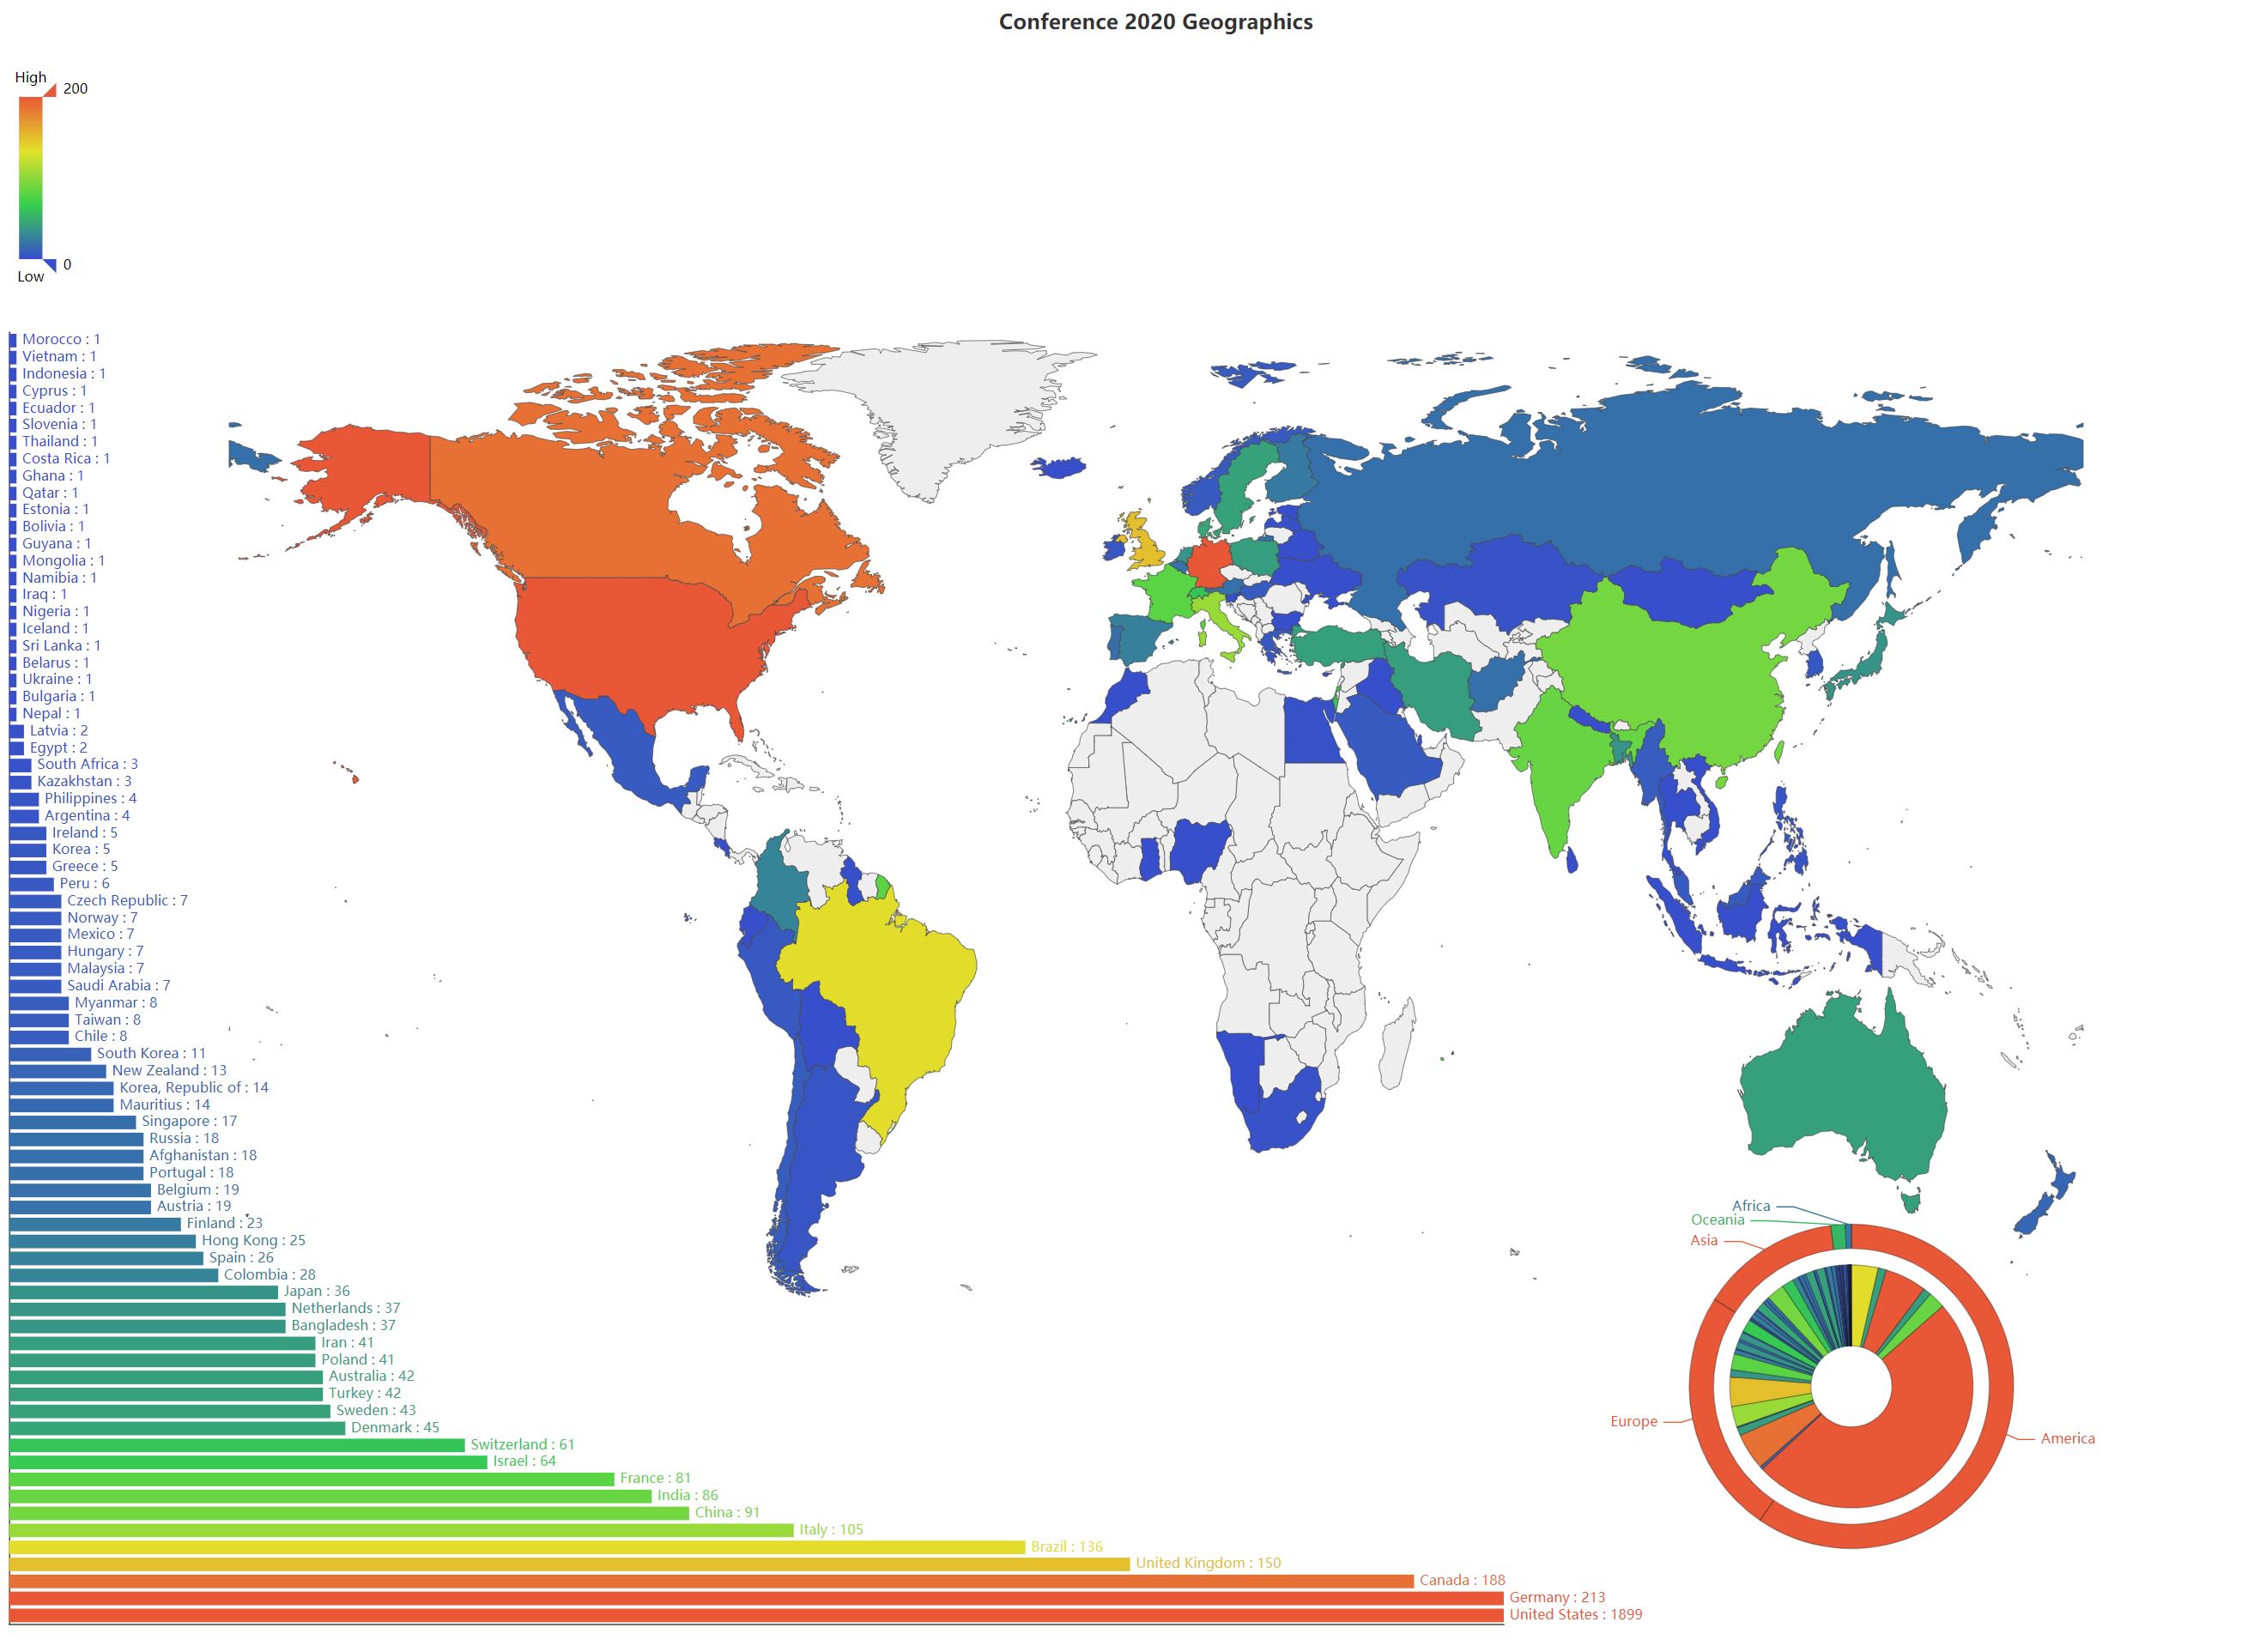 Conference 2020 Geographics
High
200
0
Low
Morocco : 1
Vietnam : 1
Indonesia : 1
Cyprus : 1
Ecuador : 1
Slovenia : 1
Thailand : 1
Costa Rica : 1
Ghana : 1
Qatar : 1
Estonia : 1
Bolivia : 1
Guyana : 1
Mongolia : 1
Namibia : 1
Iraq : 1
Nigeria : 1
Iceland : 1
Sri Lanka : 1
Belarus : 1
Ukraine : 1
Bulgaria : 1
Nepal : 1
Latvia : 2
Egypt : 2
South Africa : 3
Kazakhstan : 3
Philippines : 4
Argentina : 4
Ireland : 5
Korea : 5
Greece : 5
Peru : 6
Czech Republic : 7
Norway : 7
Mexico : 7
Hungary : 7
Malaysia : 7
Saudi Arabia : 7
Myanmar : 8
Taiwan : 8
Chile : 8
South Korea : 11
New Zealand : 13
Korea, Republic of : 14
Mauritius : 14
Singapore : 17
Russia : 18
Afghanistan : 18
Portugal : 18
Belgium : 19
Austria : 19
Finland : 23
Hong Kong : 25
Spain : 26
Colombia : 28
Japan : 36
Netherlands : 37
Bangladesh : 37
Iran : 41
Poland : 41
Australia : 42
Turkey : 42
Sweden : 43
Denmark : 45
Switzerland : 61
Israel : 64
France : 81
India : 86
China : 91
Italy : 105
Brazil : 136
United Kingdom : 150
Canada : 188
Germany : 213
United States : 1899
Africa
Oceania
Asia
Europe
America